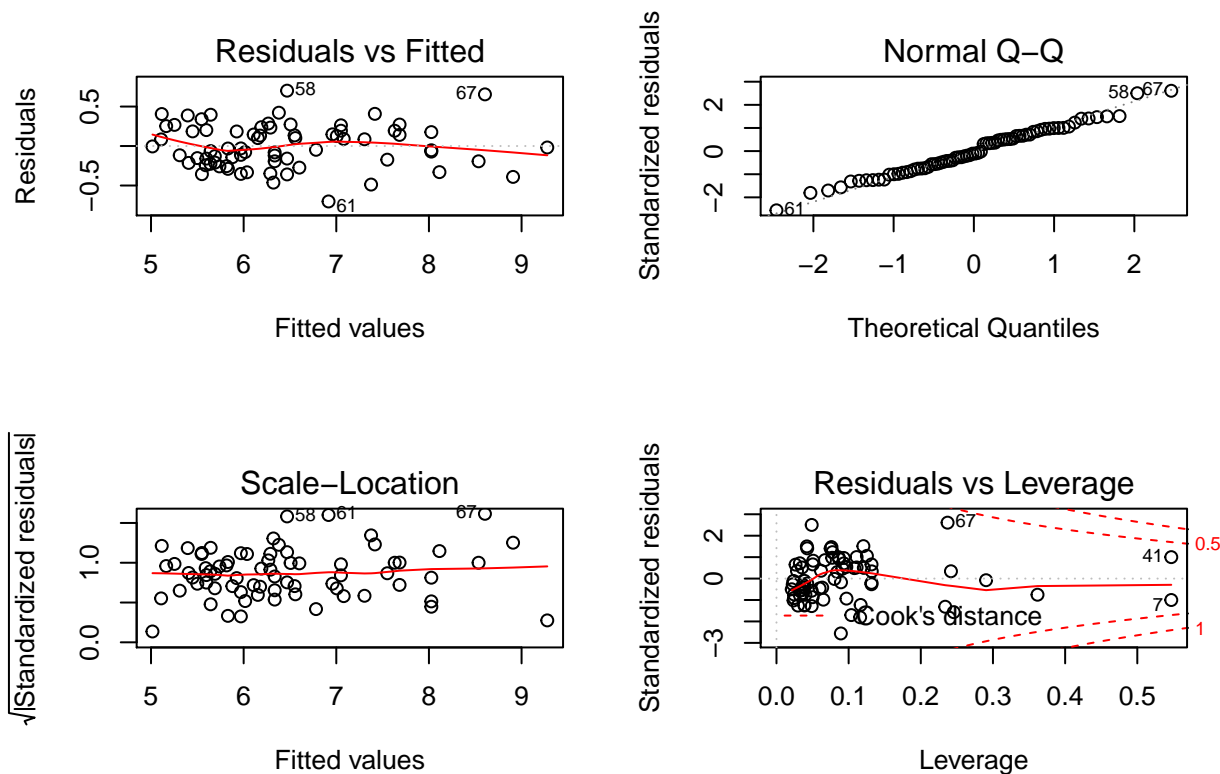 Residuals vs Fitted
Residuals
0.5
−0.5
58
67
61
5 6 7 8 9
Fitted values
Normal Q−Q
Standardized residuals
2
0
−2
58
67
61
−2 −1 0 1 2
Theoretical Quantiles
Scale−Location
√|Standardized residuals|
1.0
0.0
58
61
67
5 6 7 8 9
Fitted values
Residuals vs Leverage
Standardized residuals
2
0
−3
67
41
7
0.5
1
Cook's distance
0.0 0.1 0.2 0.3 0.4 0.5
Leverage